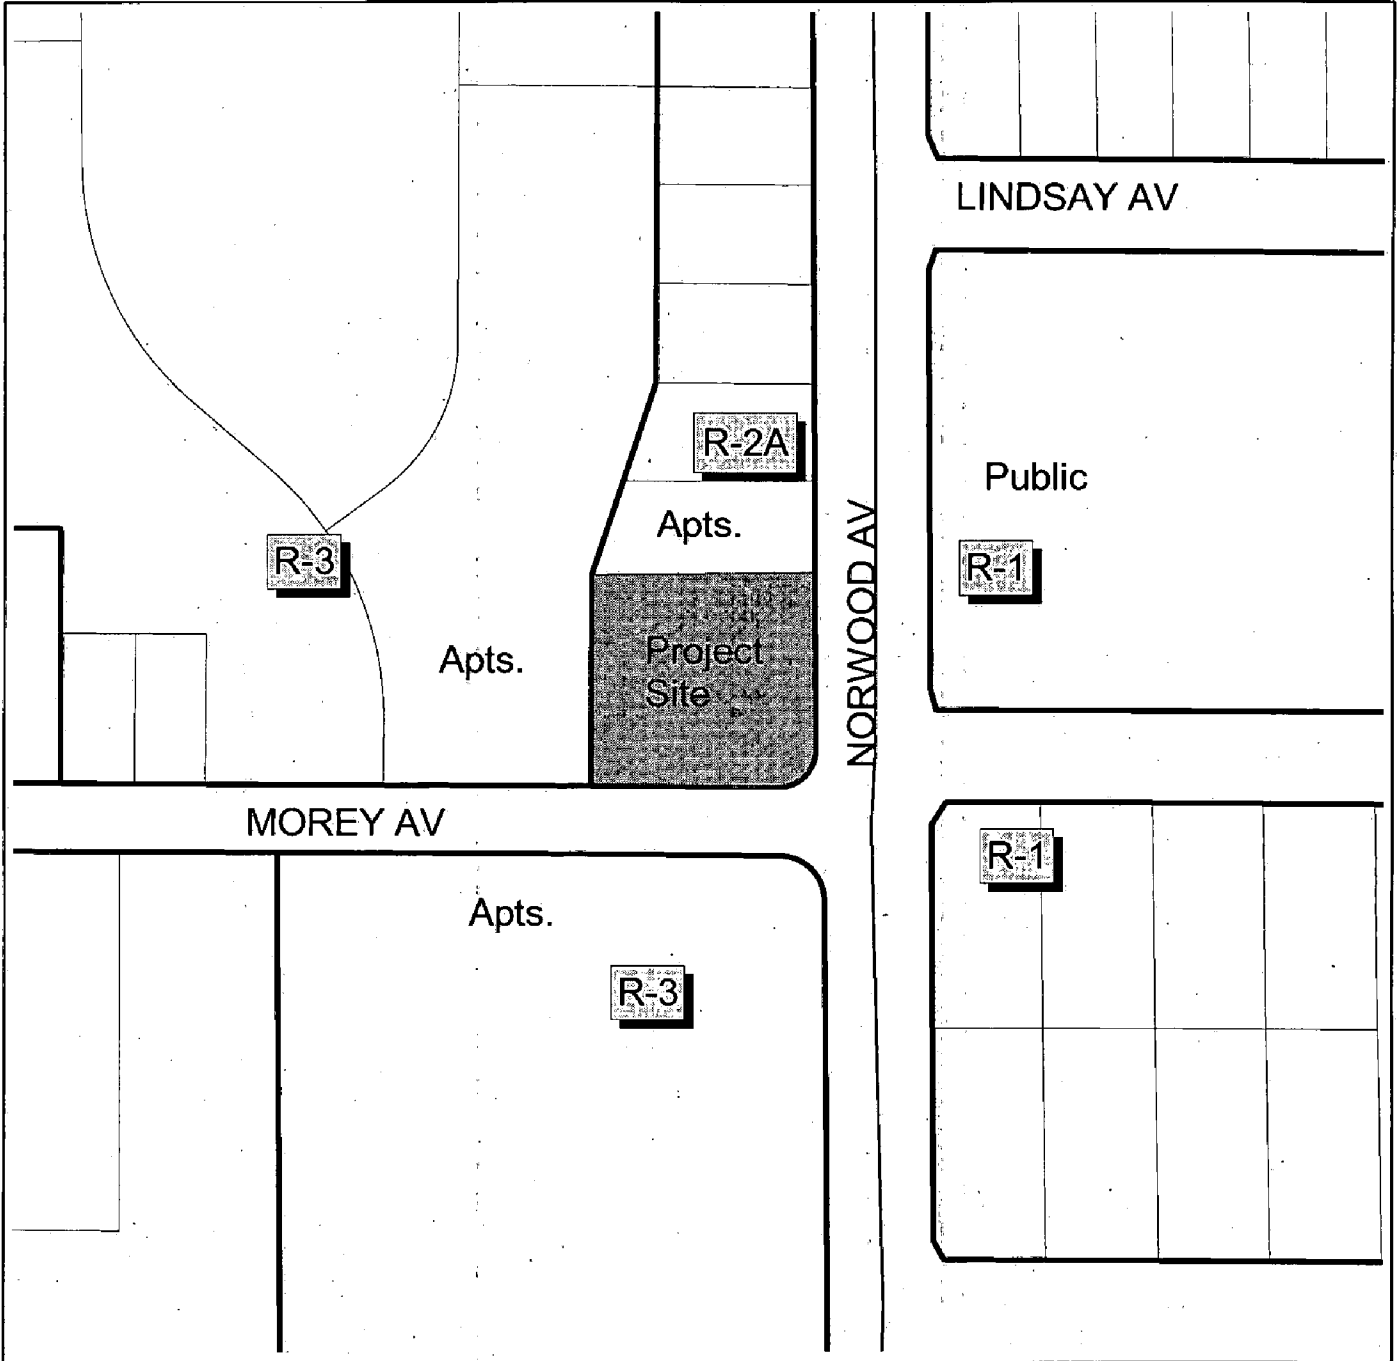 LINDSAY AV
R-2A
Public
Apts.
NORWOOD AV
R-3
R-1
Apts.
Project
Site
MOREY AV
R-1
Apts.
R-3